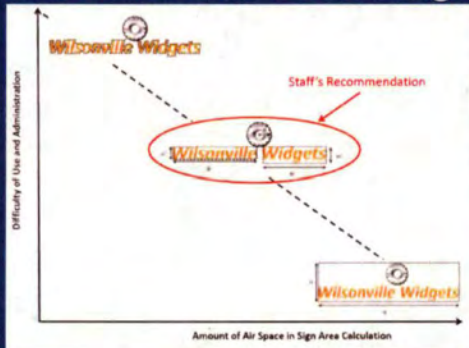 Wilsonville Widgets
Staff's Recommendation
Wilsonville Widgets
Wilsonville Widgets
Difficulty of Use and Administration
Amount of Air Space in Sign Area Calculation